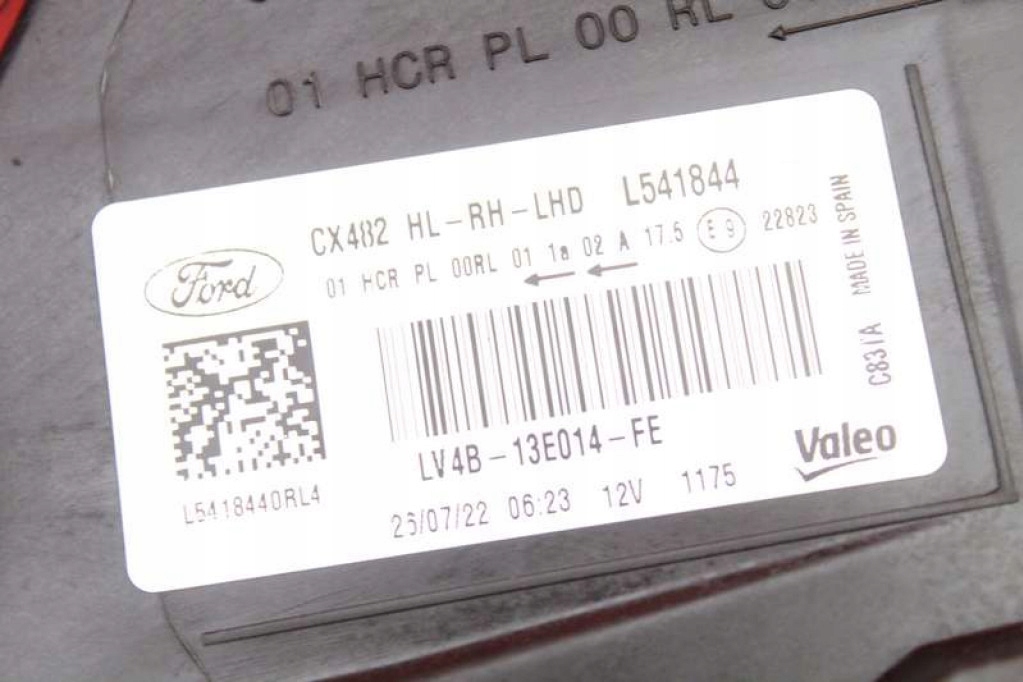 01 HCR PL 00 RL
CX482 HL-RH-LHD L541844
01 HCR PL 00RL 01 1a 02 A 17.5 E9 22823
Ford
LV4B-13E014-FE
L5418440RL4
26/07/22 06:23 12V 1175
Valeo
C83 A MADE IN SPAIN